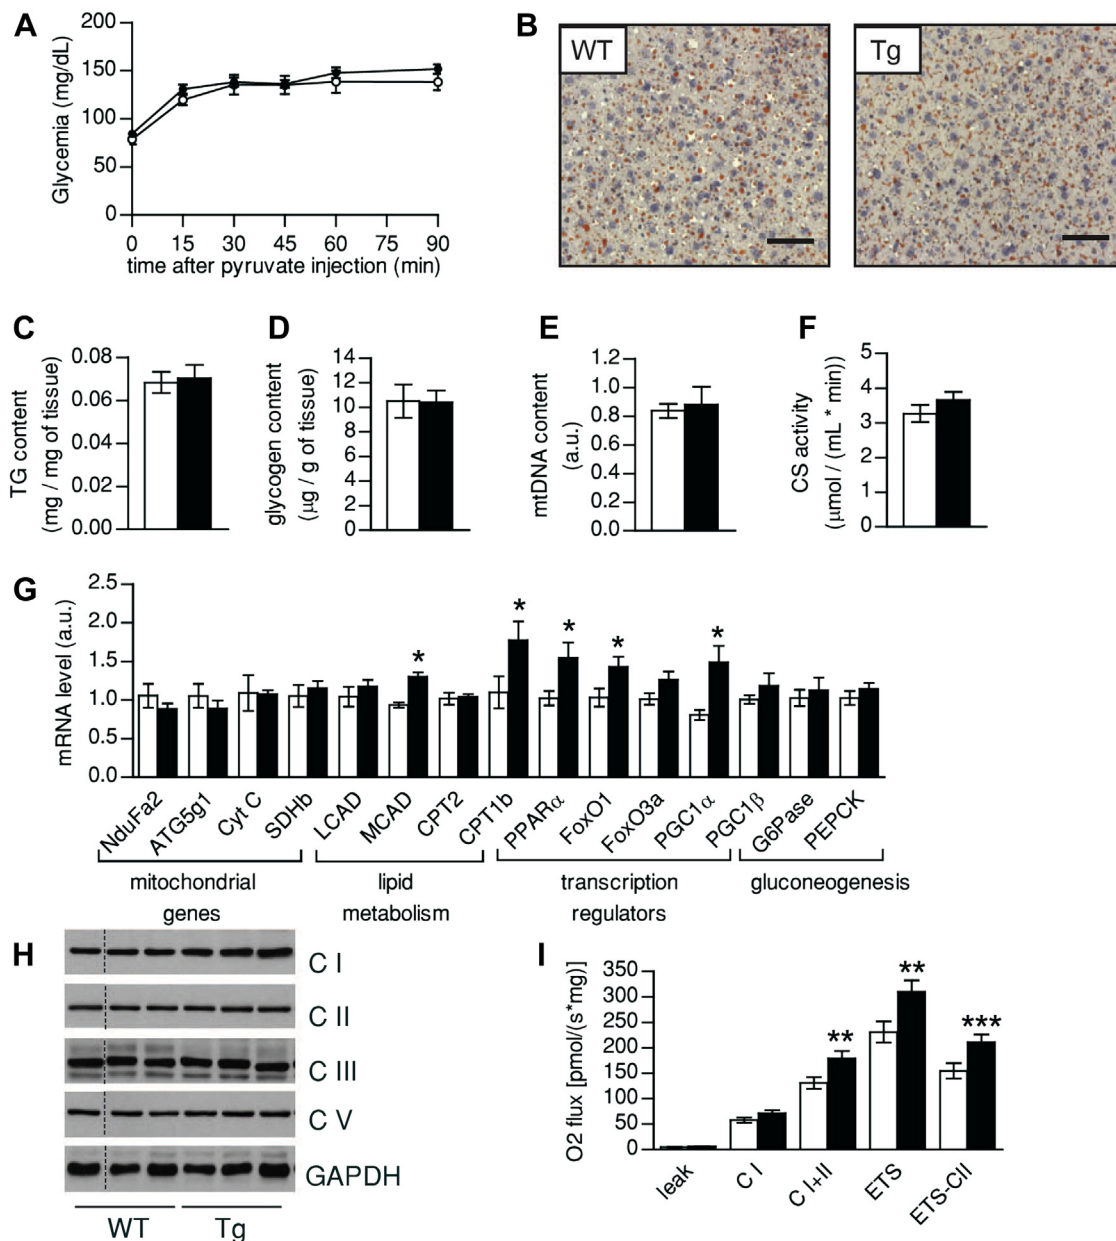 A
200
150
100
50
0
Glycemia (mg/dL)
0 15 30 45 60 75 90
time after pyruvate injection (min)
B
WT
Tg
C
0.08
0.06
0.04
0.02
0.00
TG content
(mg / mg of tissue)
D
14
12
10
8
6
4
2
0
glycogen content
(µg / g of tissue)
E
1.2
1.0
0.8
0.6
0.4
0.2
0.0
mtDNA content
(a.u.)
F
5
4
3
2
1
0
CS activity
(µmol / (mL * min))
G
2.5
2.0
1.5
1.0
0.5
0.0
mRNA level (a.u.)
* * * * *
NduFa2 ATG5g1 Cyt C SDHb LCAD MCAD CPT2 CPT1b PPARα FoxO1 FoxO3a PGC1α PGC1β G6Pase PEPCK
mitochondrial
genes
lipid
metabolism
transcription
regulators
gluconeogenesis
H
C I
C II
C III
C V
GAPDH
WT Tg
I
350
300
250
200
150
100
50
0
O2 flux [pmol/(s*mg)]
** ** ***
leak C I C I+II ETS ETS-CII